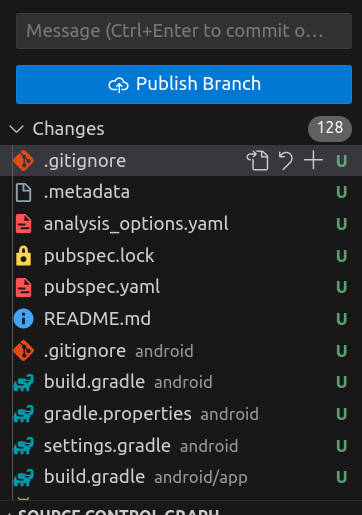 Message (Ctrl+Enter to commit o…
Publish Branch
Changes 128
.gitignore U
.metadata U
analysis_options.yaml U
pubspec.lock U
pubspec.yaml U
README.md U
.gitignore android U
build.gradle android U
gradle.properties android U
settings.gradle android U
build.gradle android/app U
SOURCE CONTROL GRAPH